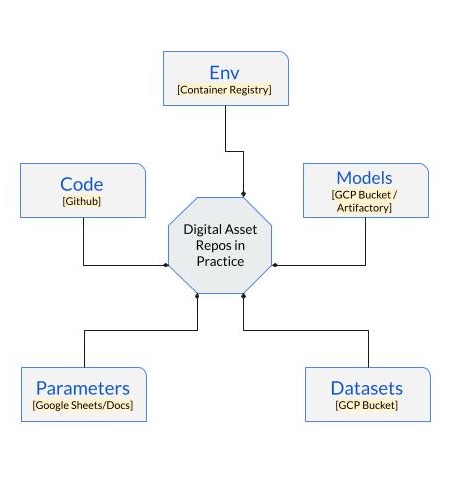 Env
[Container Registry]
Code
[Github]
Models
[GCP Bucket /
Artifactory]
Digital Asset
Repos in
Practice
Parameters
[Google Sheets/Docs]
Datasets
[GCP Bucket]